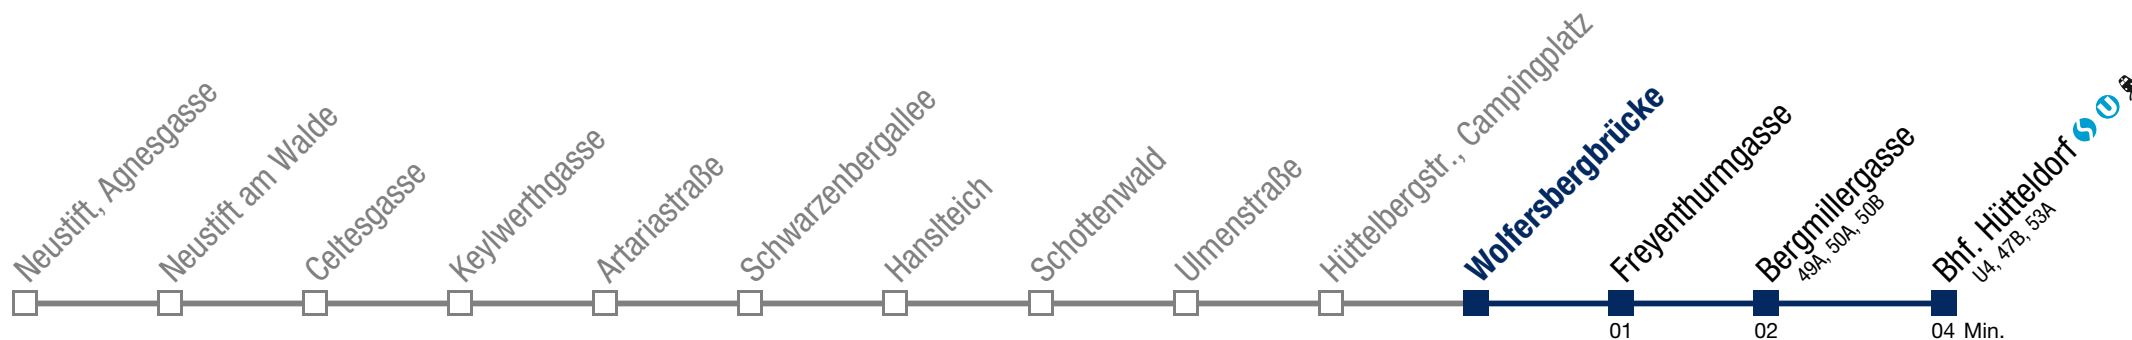 Neustift, Agnesgasse
Neustift am Walde
Celtesgasse
Keylwerthgasse
Artariastraße
Schwarzenbergallee
Hanslteich
Schottenwald
Ulmenstraße
Hüttelbergstr., Campingplatz
Wolfersbergbrücke
Freyenthurmgasse
Bergmillergasse
49A, 50A, 50B
Bhf. Hütteldorf S U
U4, 47B, 53A
01
02
04 Min.